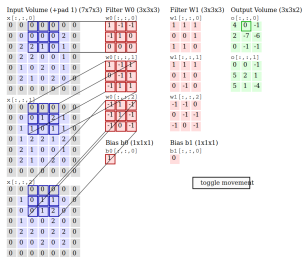 Input Volume (+pad 1) (7x7x3)
x[:,:,0]
0 0 0 0 0 0 0
0 0 0 0 0 2 0
0 2 2 1 0 1 0
0 2 2 0 0 1 0
0 1 0 2 0 1 0
0 2 1 0 2 0 0
0 0 0 0 0 0 0
x[:,:,1]
0 0 0 0 0 0 0
0 0 0 1 2 1 0
0 1 2 2 1 2 0
0 2 1 0 0 1 0
0 2 1 0 2 0 0
0 0 0 0 0 0 0
x[:,:,2]
0 0 0 0 0 0 0
0 1 0 1 1 0 0
0 0 0 1 2 0 0
0 1 0 0 0 2 0
0 2 0 2 2 0
0 2 1 0 0 2 0
0 0 0 0 0 0 0
Filter W0 (3x3x3)
w0[:,:,0]
1 -1 -1
-1 1 0
0 0 0
w0[:,:,1]
1 -1 -1
0 -1 1
-1 1 1
w0[:,:,2]
-1 1 -1
-1 1 -1
-1 0 1
Bias b0 (1x1x1)
b0[:,:,0]
1
Filter W1 (3x3x3)
w1[:,:,0]
1 1 1
0 0 1
-1 1 1
w1[:,:,1]
1 1 1
0 1 1
-1 1 1
w1[:,:,2]
-1 -1 0
-1 0 -1
-1 0 -1
Bias b1 (1x1x1)
b1[:,:,0]
0
Output Volume (3x3x2)
o[:,:,0]
4 0 -1
2 -7 -6
0 -1 -1
o[:,:,1]
0 0 -1
5 2 5
5 1 -4
toggle movement